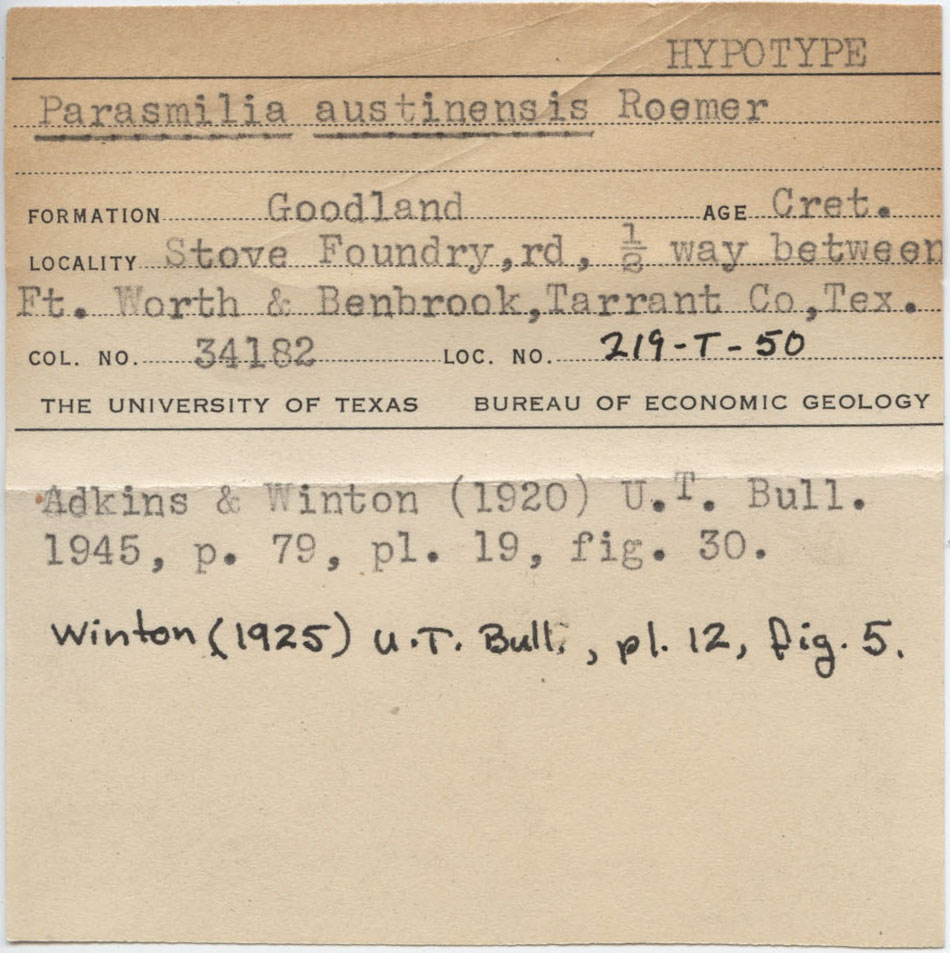 HYPOTYPE
Parasmilia austinensis Roemer
FORMATION Goodland AGE Cret.
LOCALITY Stove Foundry,rd, ½ way between
Ft. Worth & Benbrook,Tarrant Co,Tex.
COL. NO. 34182 LOC. NO. 219-T-50
THE UNIVERSITY OF TEXAS BUREAU OF ECONOMIC GEOLOGY
Adkins & Winton (1920) U.T. Bull.
1945, p. 79, pl. 19, fig. 30.
Winton (1925) U.T. Bull. , pl. 12, fig. 5.